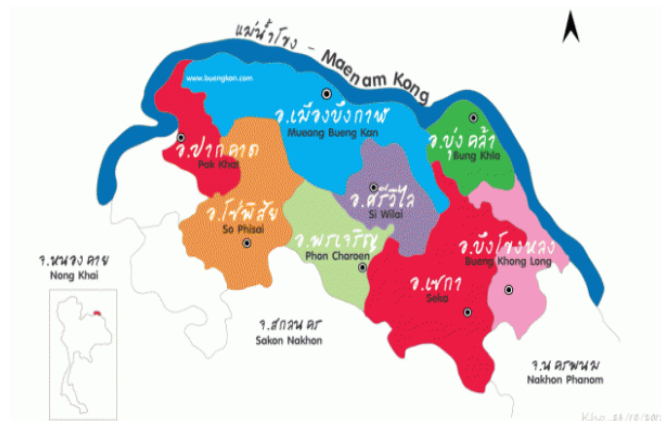 แม่น้ำโขง - Maenam Kong
www.buengkan.com
อ.เมืองบึงกาฬ
Mueang Bueng Kan
อ.บุ่งคล้า
Bung Khla
อ.ปากคาด
Pak Khat
อ.ศรีวิไล
Si Wilai
อ.โซ่พิสัย
So Phisai
อ.พรเจริญ
Phon Charoen
อ.บึงโขงหลง
Bueng Khong Long
อ.เซกา
Seka
จ.หนองคาย
Nong Khai
จ.สกลนคร
Sakon Nakhon
จ.นครพนม
Nakhon Phanom